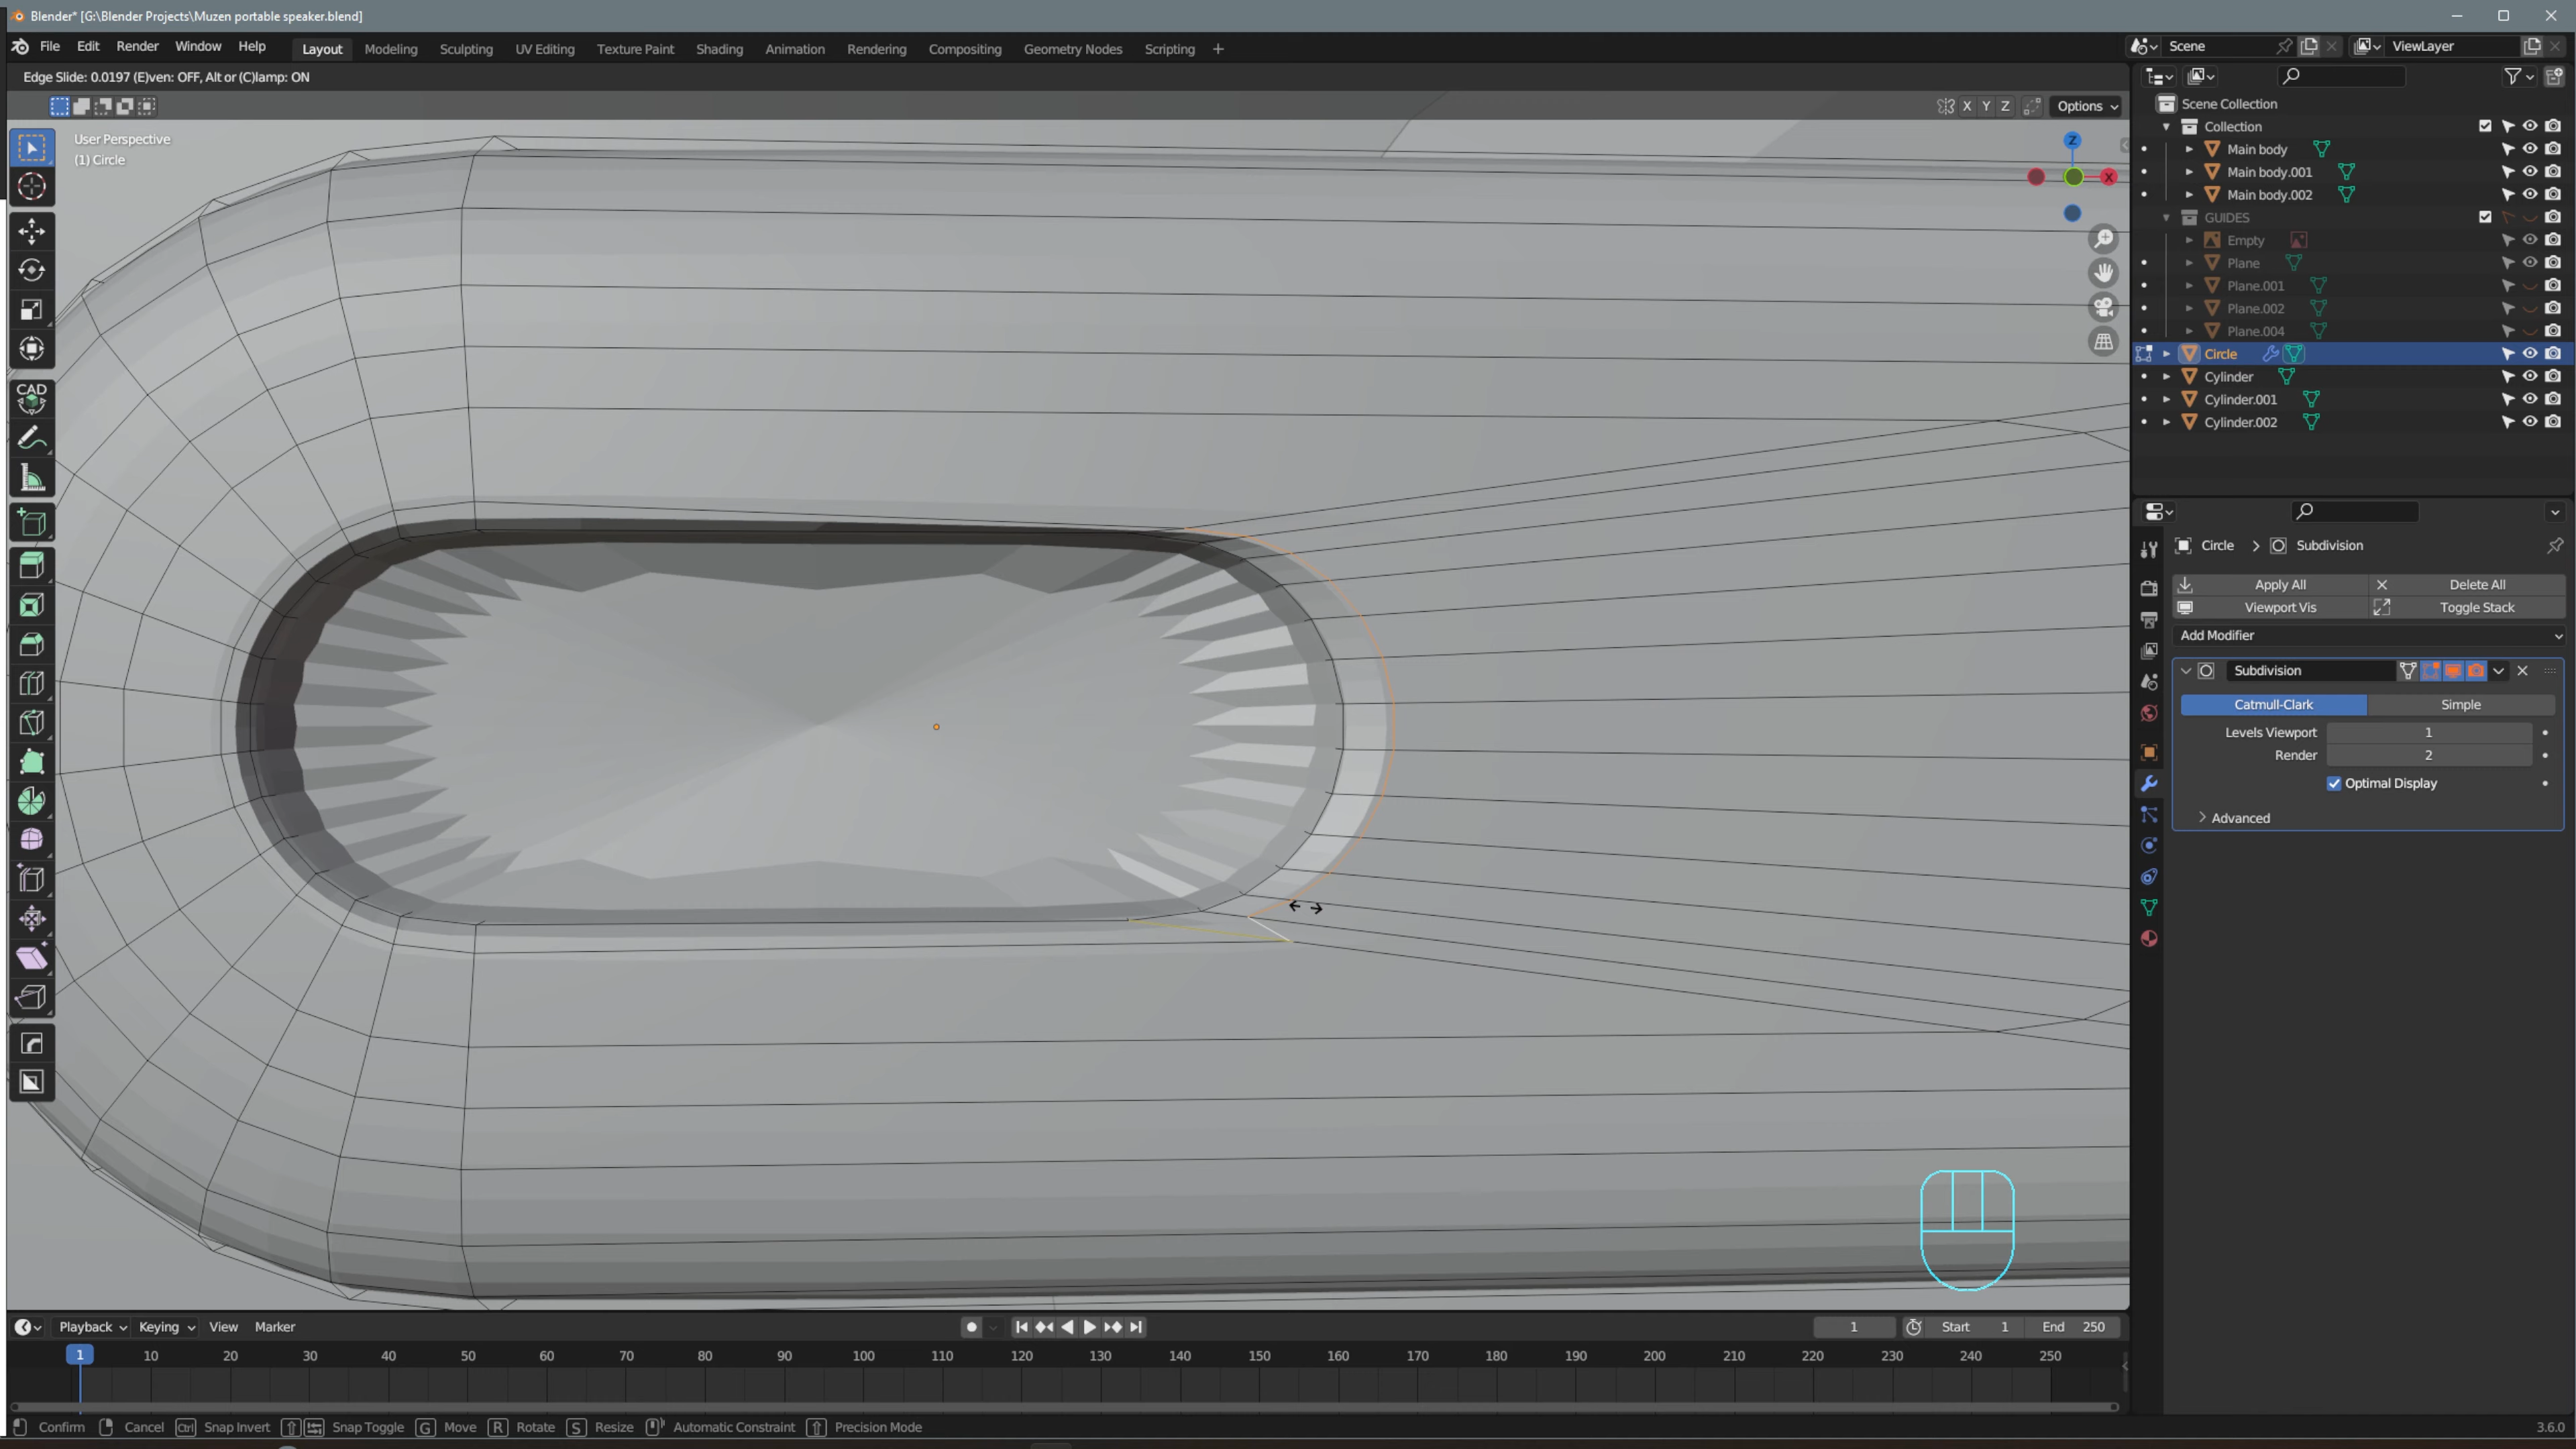 Blender* [G:\Blender Projects\Muzen portable speaker.blend]
File Edit Render Window Help Layout Modeling Sculpting UV Editing Texture Paint Shading Animation Rendering Compositing Geometry Nodes Scripting + Scene ViewLayer
Edge Slide: 0.0197 (E)ven: OFF, Alt or (C)lamp: ON
X Y Z Options
User Perspective
(1) Circle
Z
X
CAD
Scene Collection
Collection
Main body
Main body.001
Main body.002
GUIDES
Empty
Plane
Plane.001
Plane.002
Plane.004
Circle
Cylinder
Cylinder.001
Cylinder.002
Circle > Subdivision
Apply All Delete All
Viewport Vis Toggle Stack
Add Modifier
Subdivision
Catmull-Clark Simple
Levels Viewport 1
Render 2
Optimal Display
Advanced
Playback Keying View Marker 1 Start 1 End 250
1 10 20 30 40 50 60 70 80 90 100 110 120 130 140 150 160 170 180 190 200 210 220 230 240 250
Confirm Cancel Ctrl Snap Invert Snap Toggle G Move R Rotate S Resize Automatic Constraint Precision Mode 3.6.0